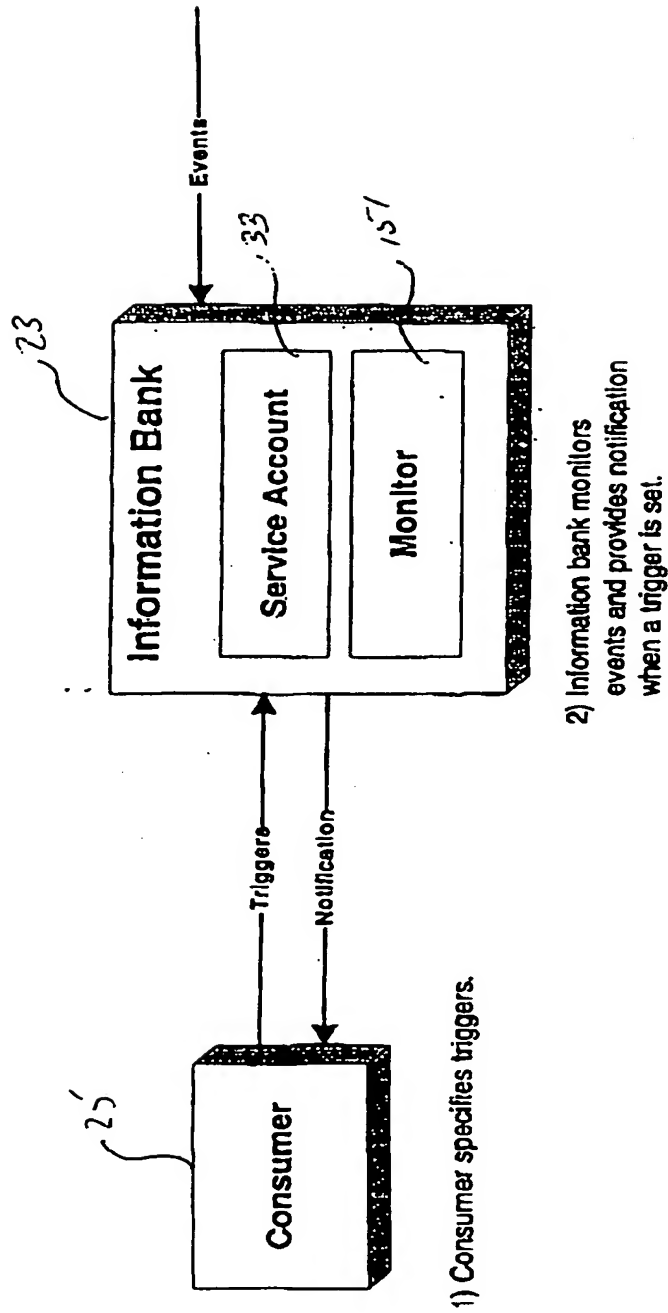 23
Information Bank
Events
Service Account
33
Monitor
151
Triggers
Notification
25
Consumer
1) Consumer specifies triggers.
2) Information bank monitors
events and provides notification
when a trigger is set.